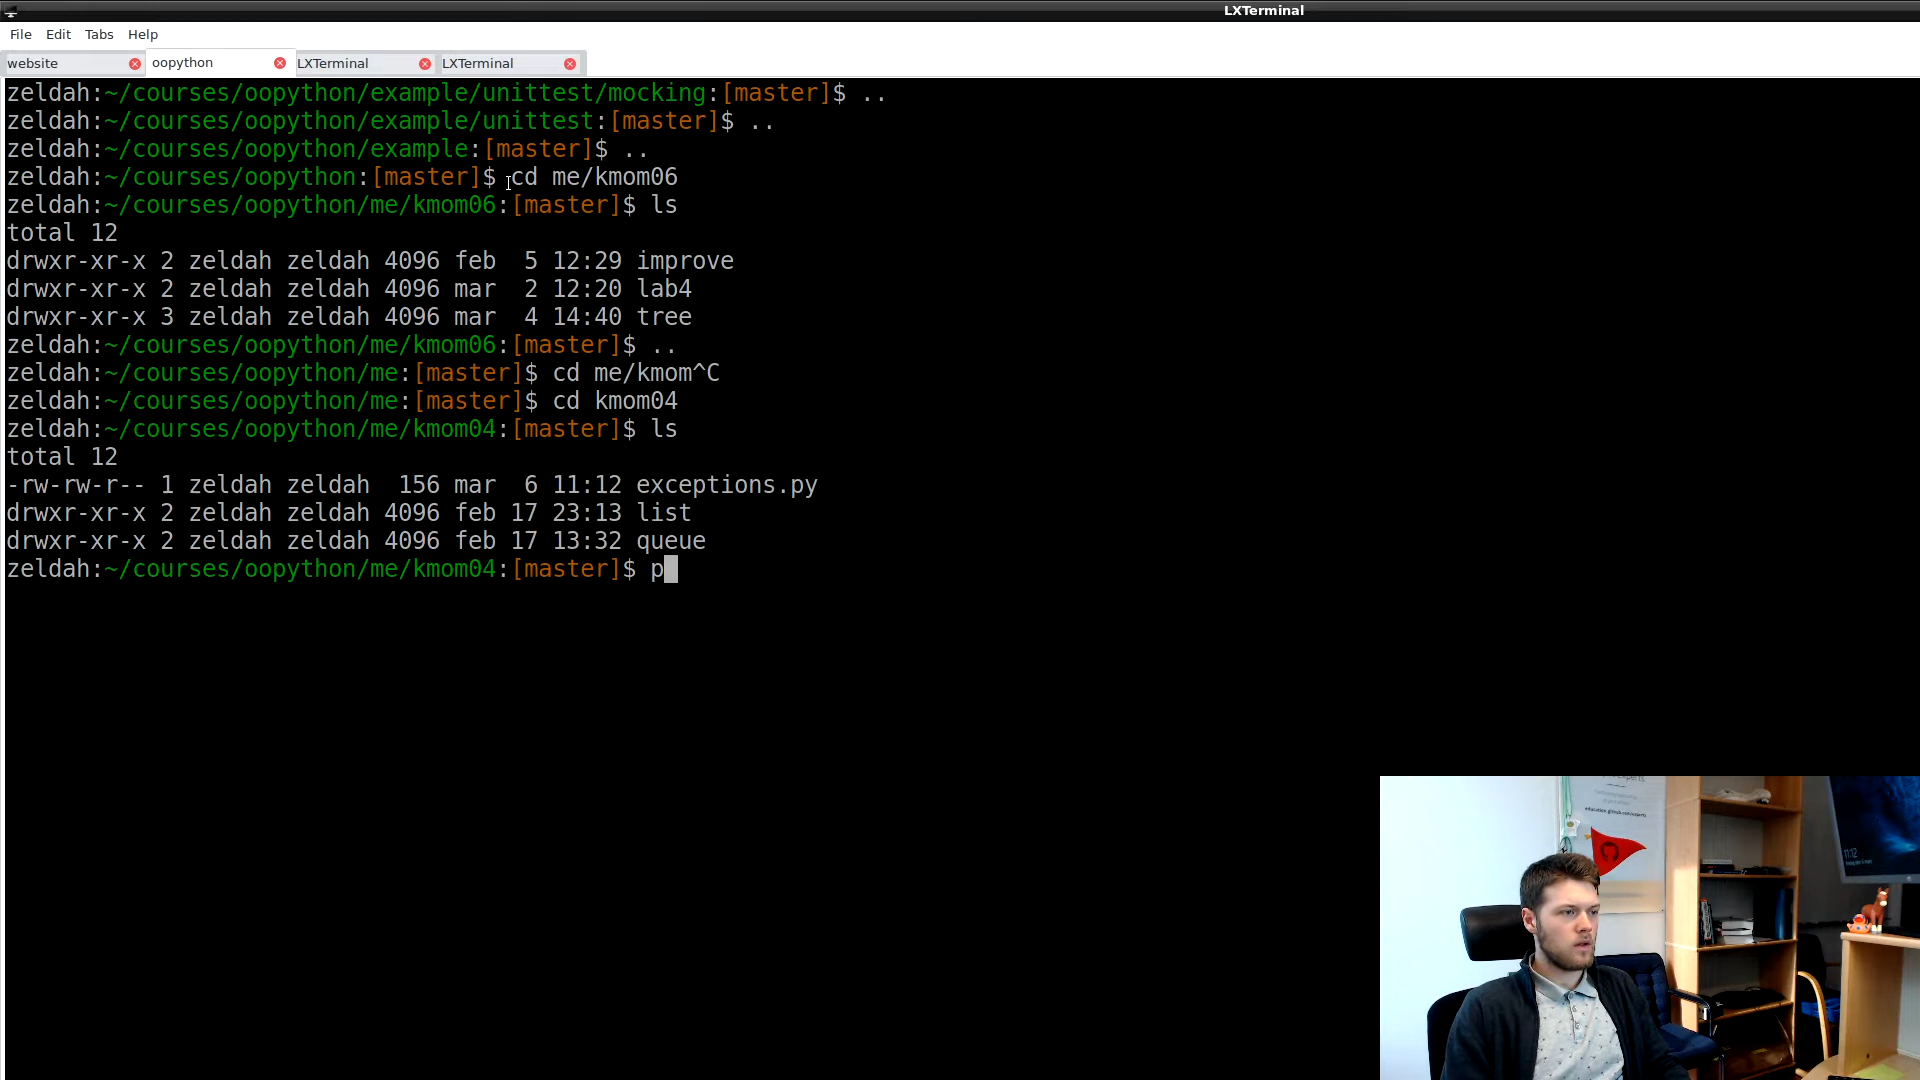 LXTerminal
File Edit Tabs Help
website oopython LXTerminal LXTerminal
zeldah:~/courses/oopython/example/unittest/mocking:[master]$ ..
zeldah:~/courses/oopython/example/unittest:[master]$ ..
zeldah:~/courses/oopython/example:[master]$ ..
zeldah:~/courses/oopython:[master]$ cd me/kmom06
zeldah:~/courses/oopython/me/kmom06:[master]$ ls
total 12
drwxr-xr-x 2 zeldah zeldah 4096 feb  5 12:29 improve
drwxr-xr-x 2 zeldah zeldah 4096 mar  2 12:20 lab4
drwxr-xr-x 3 zeldah zeldah 4096 mar  4 14:40 tree
zeldah:~/courses/oopython/me/kmom06:[master]$ ..
zeldah:~/courses/oopython/me:[master]$ cd me/kmom^C
zeldah:~/courses/oopython/me:[master]$ cd kmom04
zeldah:~/courses/oopython/me/kmom04:[master]$ ls
total 12
-rw-rw-r-- 1 zeldah zeldah  156 mar  6 11:12 exceptions.py
drwxr-xr-x 2 zeldah zeldah 4096 feb 17 23:13 list
drwxr-xr-x 2 zeldah zeldah 4096 feb 17 13:32 queue
zeldah:~/courses/oopython/me/kmom04:[master]$ p
education.github.com/experts
11:12